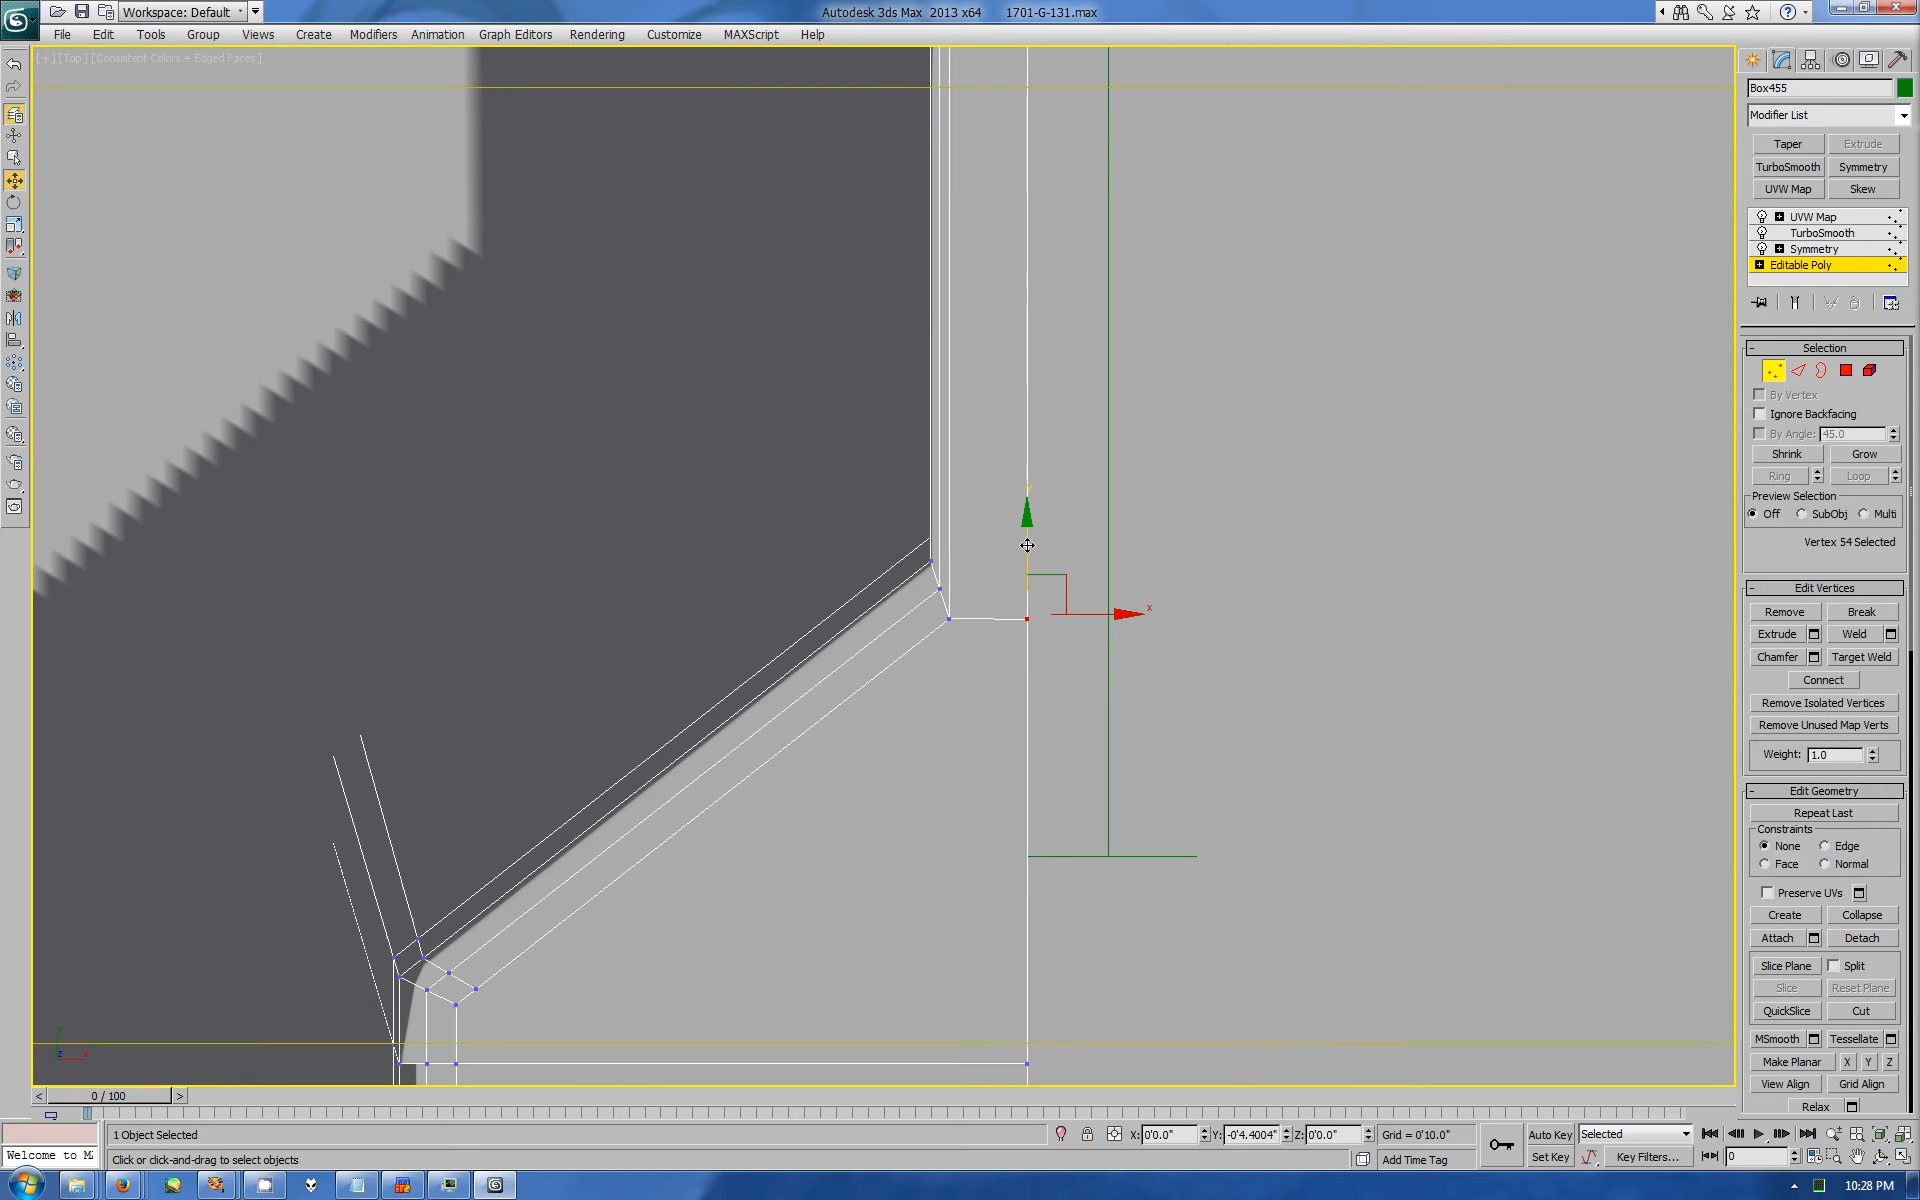 Workspace: Default
Autodesk 3ds Max 2013 x64 1701-G-131.max
File Edit Tools Group Views Create Modifiers Animation Graph Editors Rendering Customize MAXScript Help
[+][Top][Consistent Colors + Edged Faces]
Box455
Modifier List
Taper Extrude
TurboSmooth Symmetry
UVW Map Skew
UVW Map
TurboSmooth
Symmetry
Editable Poly
- Selection
By Vertex
Ignore Backfacing
By Angle: 45.0
Shrink Grow
Ring Loop
Preview Selection
Off SubObj Multi
Vertex 54 Selected
- Edit Vertices
Remove Break
Extrude Weld
Chamfer Target Weld
Connect
Remove Isolated Vertices
Remove Unused Map Verts
Weight: 1.0
- Edit Geometry
Repeat Last
Constraints
None Edge
Face Normal
Preserve UVs
Create Collapse
Attach Detach
Slice Plane Split
Slice Reset Plane
QuickSlice Cut
MSmooth Tessellate
Make Planar X Y Z
View Align Grid Align
Relax
x
z x
< 0 / 100 >
1 Object Selected X: 0'0.0" Y: -0'4.4004" Z: 0'0.0" Grid = 0'10.0" Auto Key Selected
Welcome to M Click or click-and-drag to select objects Add Time Tag Set Key Key Filters... 0
10:28 PM